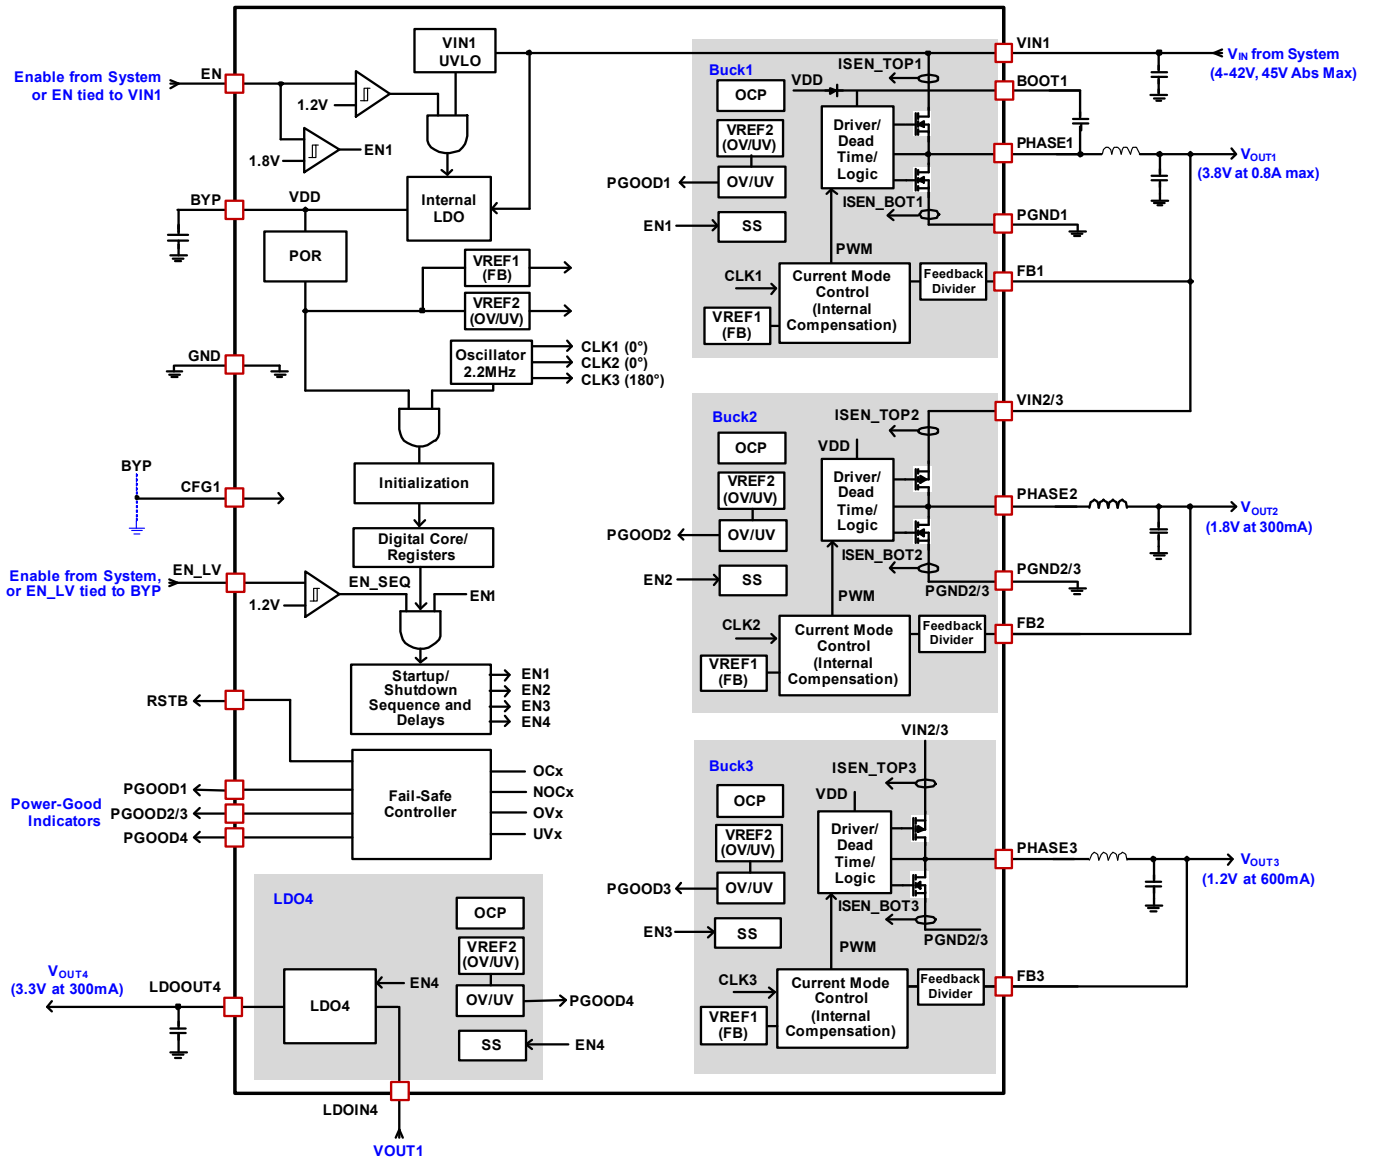 VIN1
UVLO
Enable from System
or EN tied to VIN1
EN
1.2V
1.8V
EN1
BYP
VDD
Internal
LDO
POR
VREF1
(FB)
VREF2
(OV/UV)
Oscillator
2.2MHz
CLK1 (0°)
CLK2 (0°)
CLK3 (180°)
GND
BYP
CFG1
Initialization
Digital Core/
Registers
Enable from System,
or EN_LV tied to BYP
EN_LV
1.2V
EN_SEQ
EN1
Startup/
Shutdown
Sequence and
Delays
EN1
EN2
EN3
EN4
RSTB
Power-Good
Indicators
PGOOD1
PGOOD2/3
PGOOD4
Fail-Safe
Controller
OCx
NOCx
OVx
UVx
LDO4
OCP
VREF2
(OV/UV)
OV/UV
PGOOD4
SS
EN4
LDO4
EN4
VOUT4
(3.3V at 300mA)
LDOOUT4
LDOIN4
VOUT1
Buck1
OCP
VREF2
(OV/UV)
OV/UV
PGOOD1
SS
EN1
VDD
ISEN_TOP1
Driver/
Dead
Time/
Logic
ISEN_BOT1
PWM
CLK1
VREF1
(FB)
Current Mode
Control
(Internal
Compensation)
Feedback
Divider
VIN1
BOOT1
PHASE1
PGND1
FB1
VIN from System
(4-42V, 45V Abs Max)
VOUT1
(3.8V at 0.8A max)
Buck2
OCP
VREF2
(OV/UV)
OV/UV
PGOOD2
SS
EN2
ISEN_TOP2
VDD
Driver/
Dead
Time/
Logic
ISEN_BOT2
PGND2/3
PWM
CLK2
VREF1
(FB)
Current Mode
Control
(Internal
Compensation)
Feedback
Divider
VIN2/3
PHASE2
PGND2/3
FB2
VOUT2
(1.8V at 300mA)
VIN2/3
Buck3
OCP
VREF2
(OV/UV)
OV/UV
PGOOD3
SS
EN3
ISEN_TOP3
VDD
Driver/
Dead
Time/
Logic
ISEN_BOT3
PGND2/3
PWM
CLK3
VREF1
(FB)
Current Mode
Control
(Internal
Compensation)
Feedback
Divider
PHASE3
FB3
VOUT3
(1.2V at 600mA)